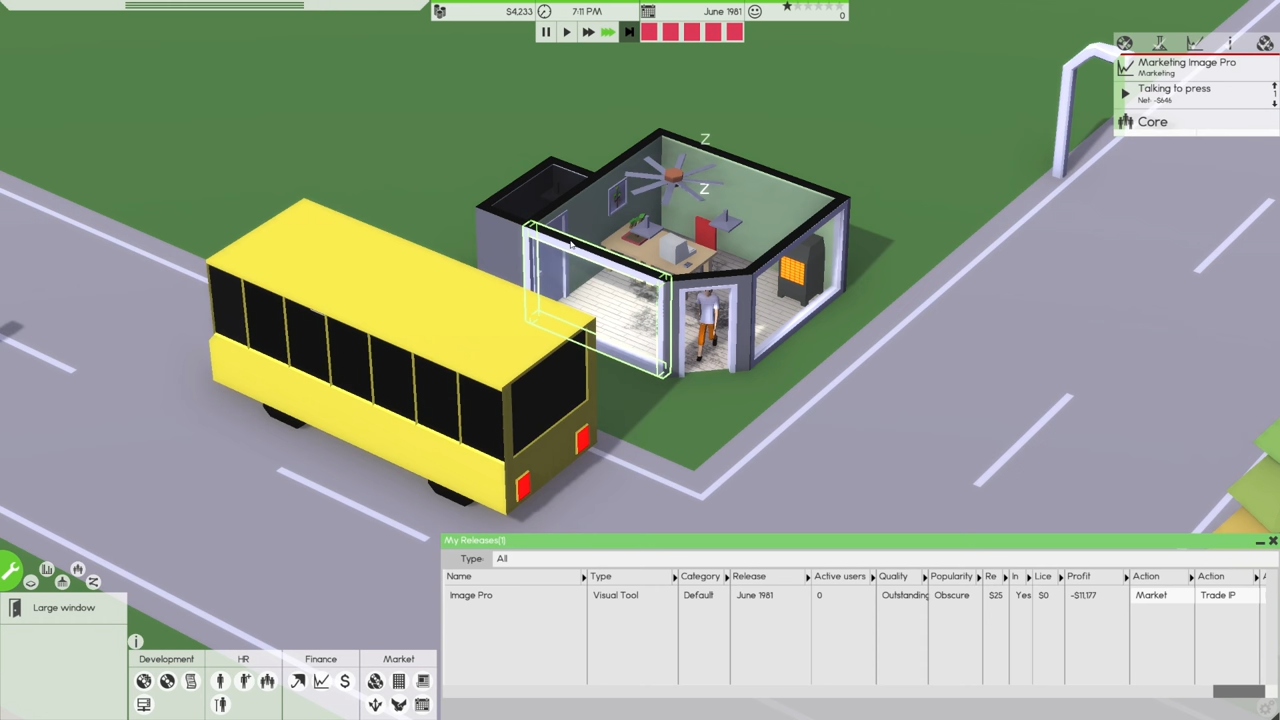 $4,233
7:11 PM
June 1981
0
Marketing Image Pro
Marketing
Talking to press
Net: -$646
1
Core
Z
Z
My Releases(1)
Type: All
Name Type Category Release Active users Quality Popularity Re In Lice Profit Action Action A
Image Pro Visual Tool Default June 1981 0 Outstanding Obscure $25 Yes $0 -$11,177 Market Trade IP
Large window
Development HR Finance Market